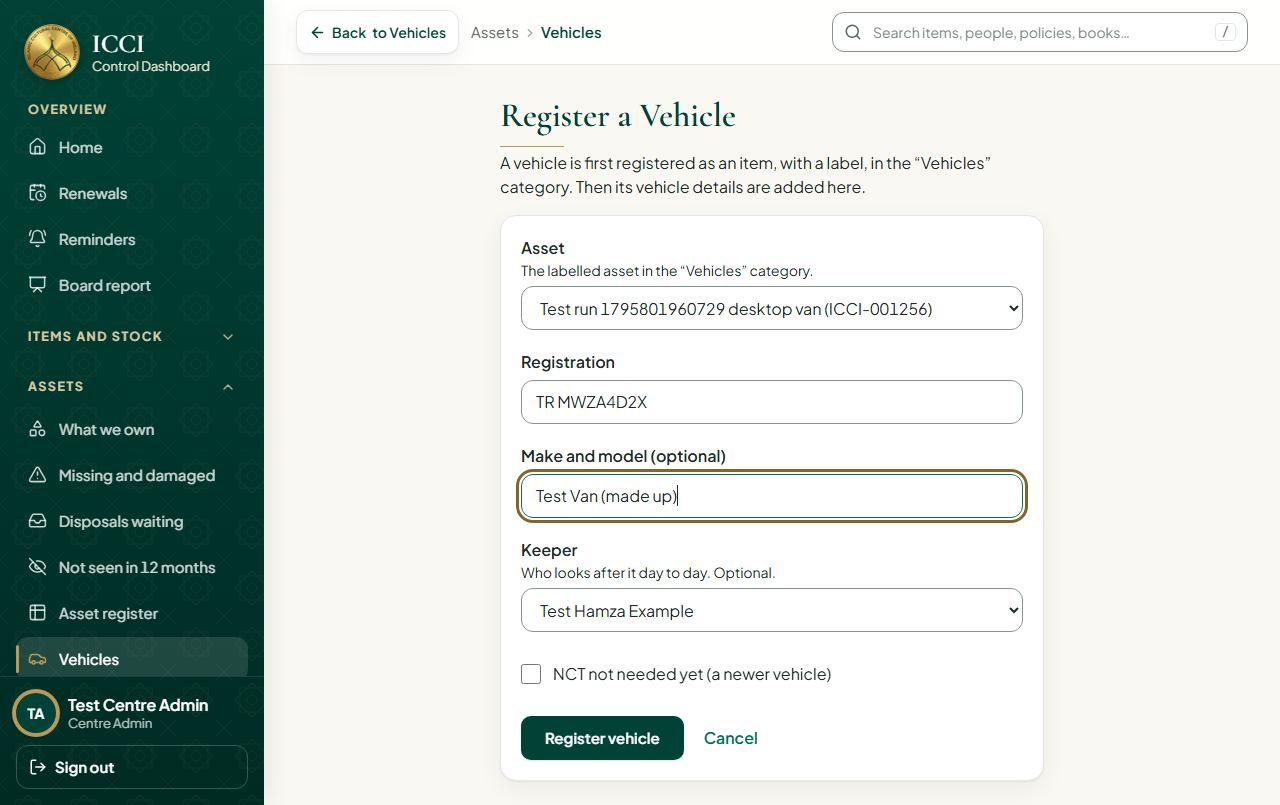 ICCI
Control Dashboard
OVERVIEW
Home
Renewals
Reminders
Board report
ITEMS AND STOCK
ASSETS
What we own
Missing and damaged
Disposals waiting
Not seen in 12 months
Asset register
Vehicles
TA
Test Centre Admin
Centre Admin
Sign out
Back to Vehicles
Assets
Vehicles
Search items, people, policies, books…
/
Register a Vehicle
A vehicle is first registered as an item, with a label, in the “Vehicles”
category. Then its vehicle details are added here.
Asset
The labelled asset in the “Vehicles” category.
Test run 1795801960729 desktop van (ICCI-001256)
Registration
TR MWZA4D2X
Make and model (optional)
Test Van (made up)
Keeper
Who looks after it day to day. Optional.
Test Hamza Example
NCT not needed yet (a newer vehicle)
Register vehicle
Cancel